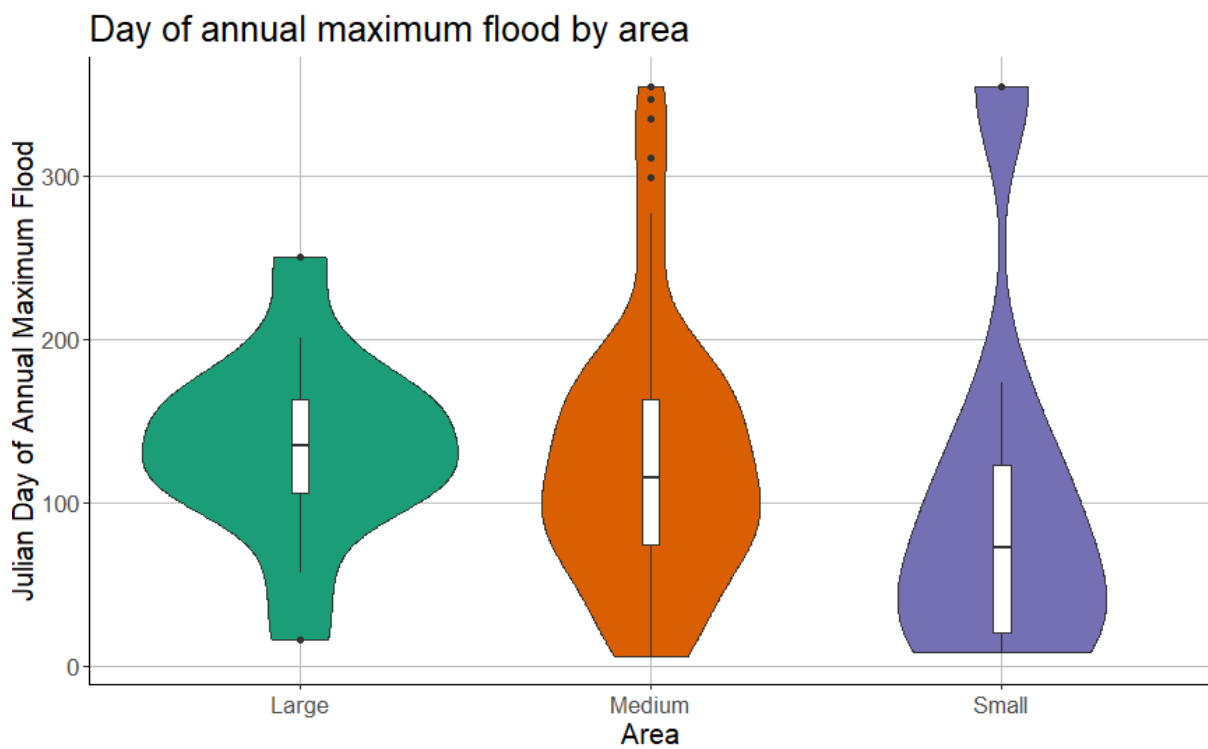 Day of annual maximum flood by area
Julian Day of Annual Maximum Flood
300
200
100
0
Large
Medium
Small
Area